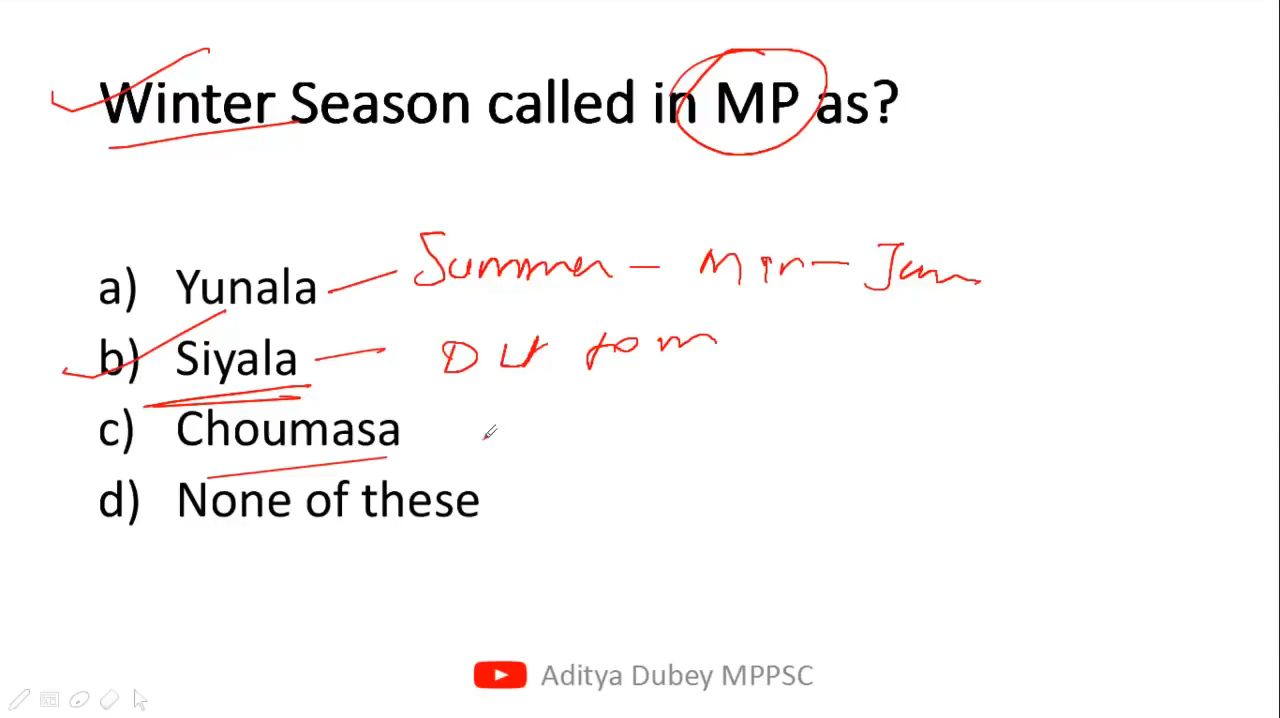 Winter Season called in MP as?
a) Yunala — Summer — Mar — Jun
b) Siyala —
c) Choumasa
d) None of these
Aditya Dubey MPPSC